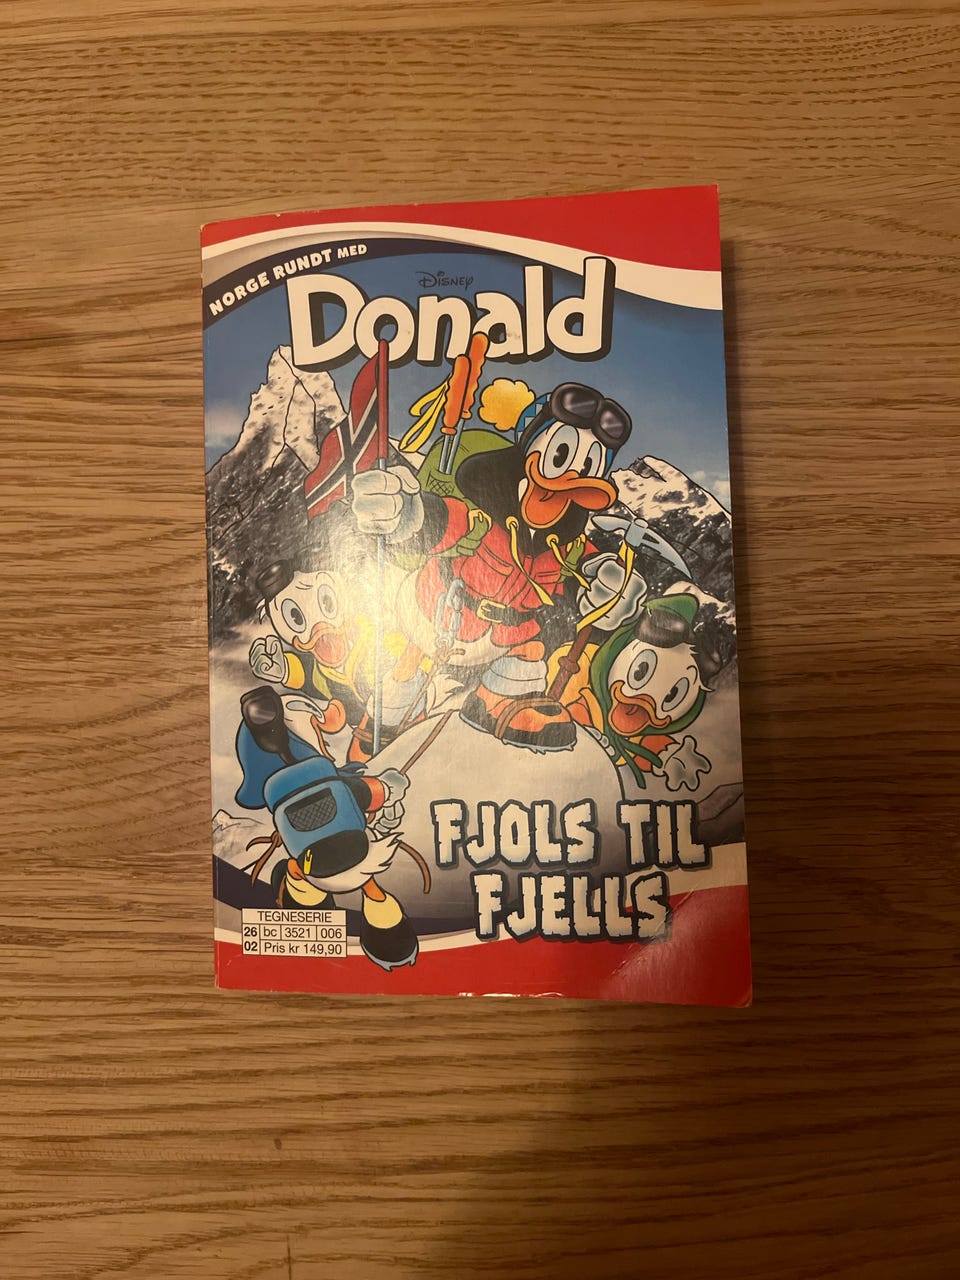 NORGE RUNDT MED
DISNEY
Donald
FJOLS TIL
FJELLS
TEGNESERIE
26 bc 3521 006
02 Pris kr 149,90